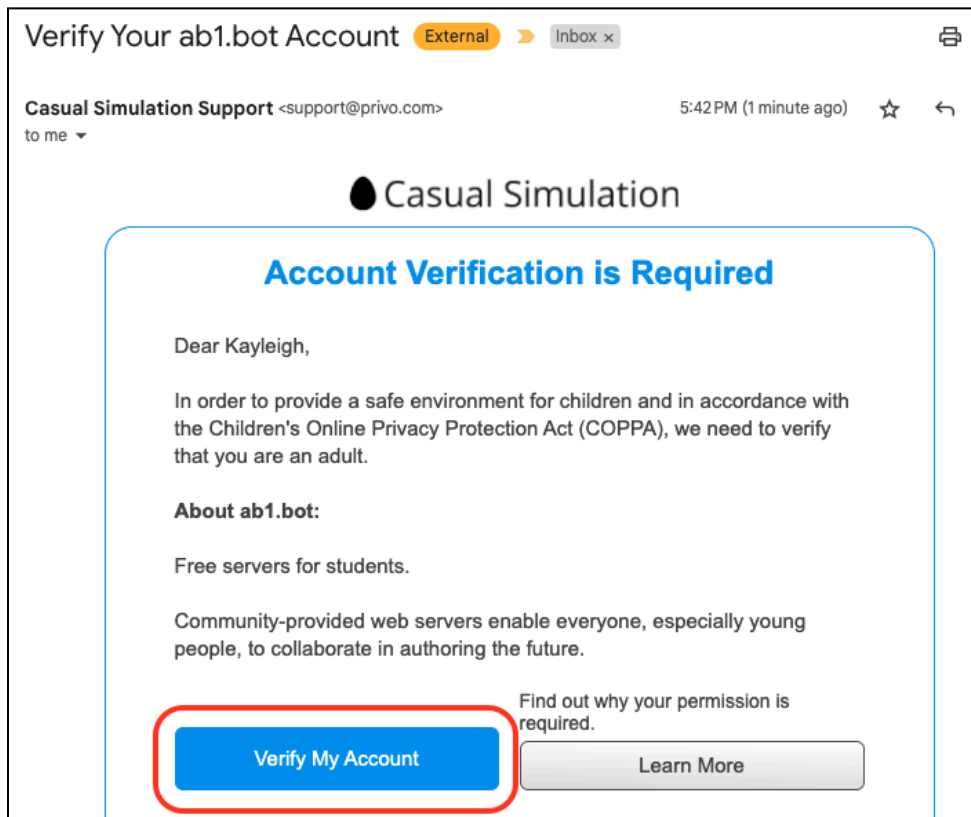 Verify Your ab1.bot Account External Inbox x
Casual Simulation Support <support@privo.com> 5:42 PM (1 minute ago)
to me
Casual Simulation
Account Verification is Required
Dear Kayleigh,
In order to provide a safe environment for children and in accordance with
the Children's Online Privacy Protection Act (COPPA), we need to verify
that you are an adult.
About ab1.bot:
Free servers for students.
Community-provided web servers enable everyone, especially young
people, to collaborate in authoring the future.
Find out why your permission is
required.
Verify My Account
Learn More